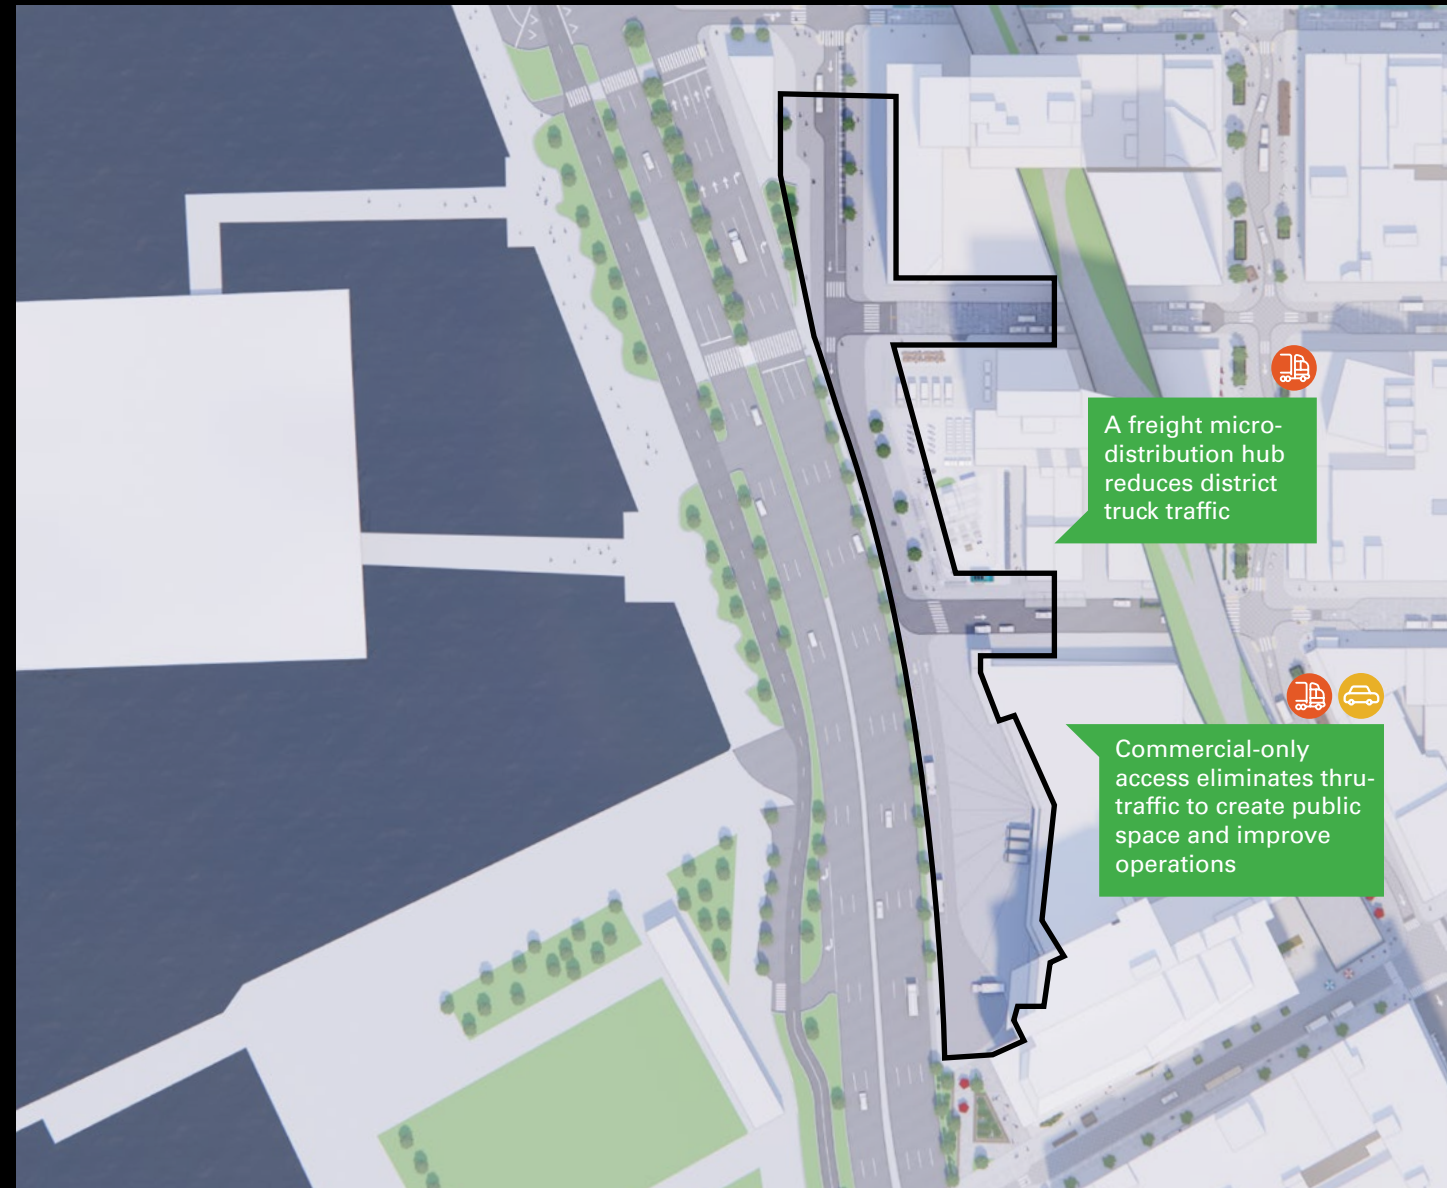 A freight micro-
distribution hub
reduces district
truck traffic
Commercial-only
access eliminates thru-
traffic to create public
space and improve
operations